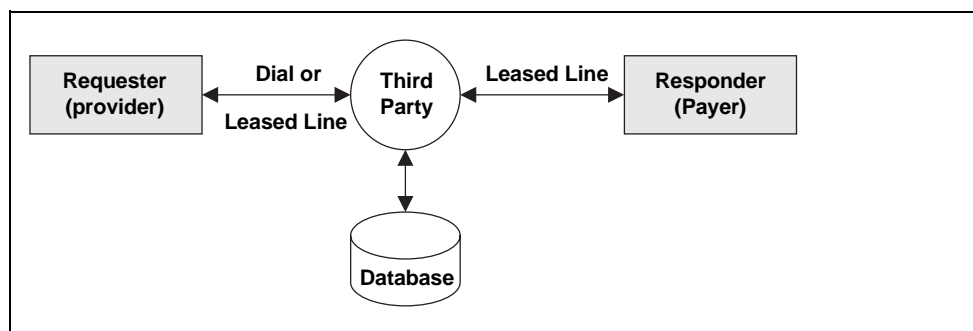 Requester
(provider)
Dial or
Leased Line
Third
Party
Leased Line
Responder
(Payer)
Database